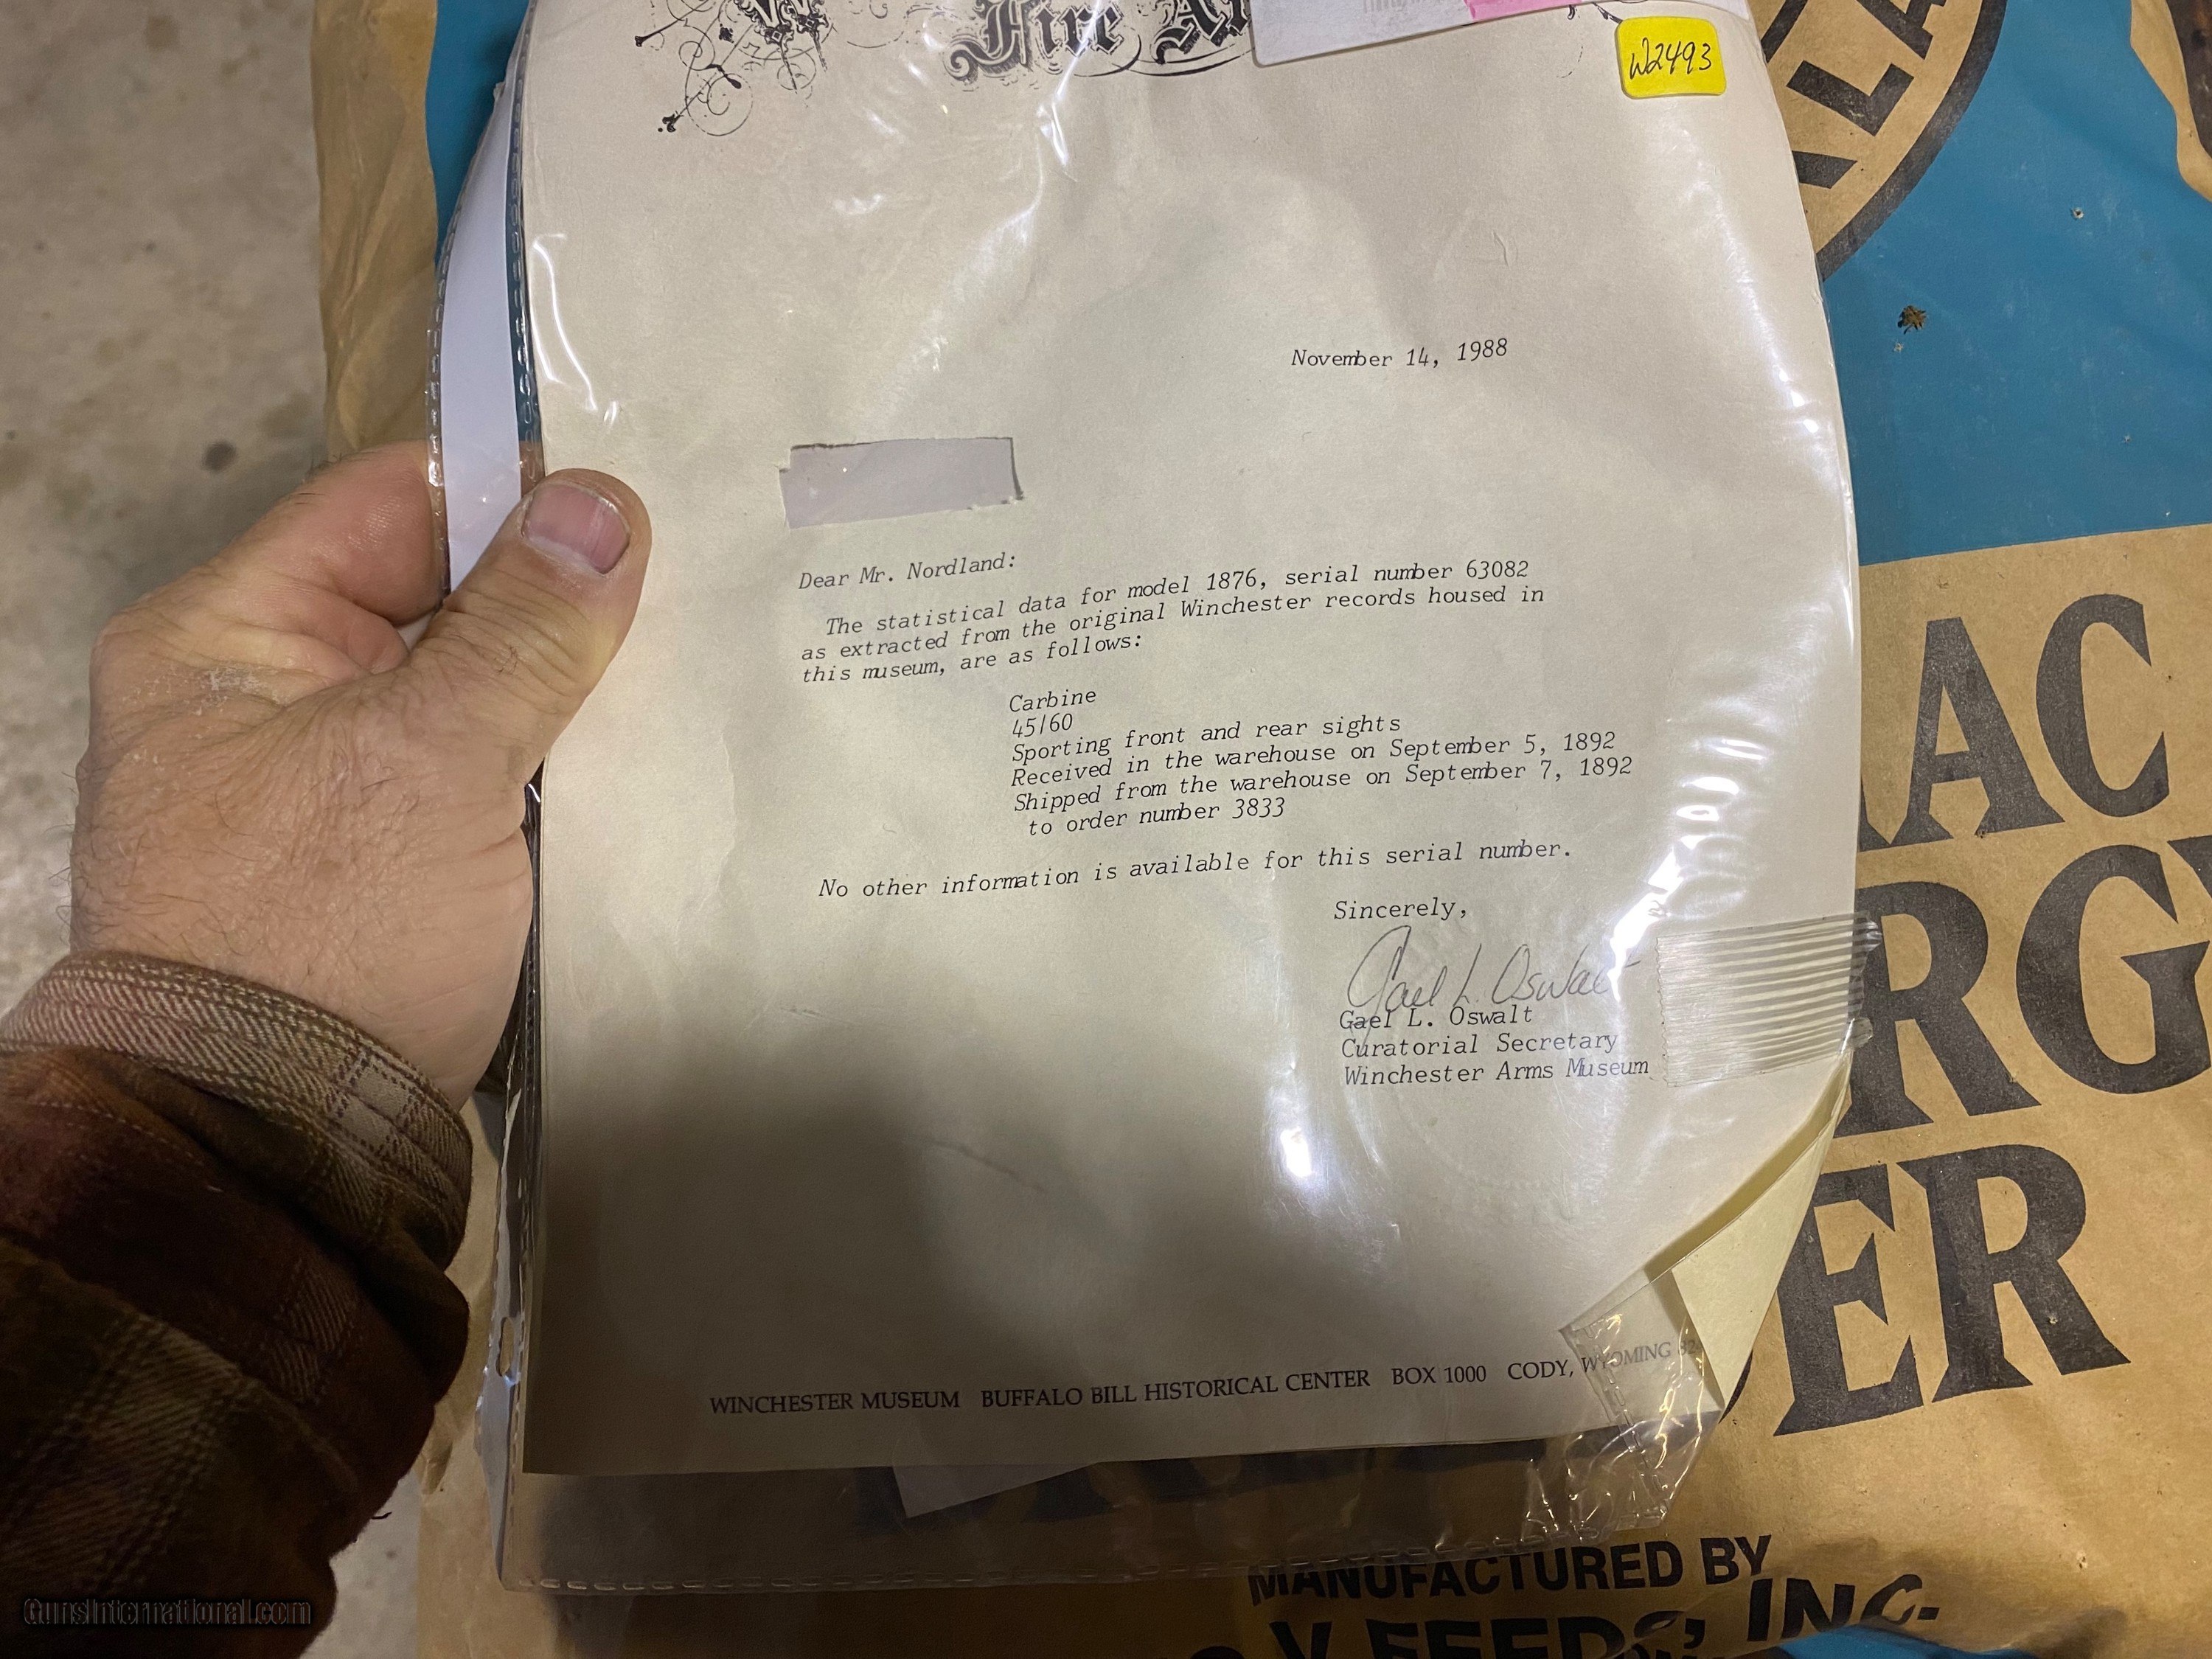 Fire
W2493
November 14, 1988
Dear Mr. Nordland:
The statistical data for model 1876, serial number 63082
as extracted from the original Winchester records housed in
this museum, are as follows:
Carbine
45/60
Sporting front and rear sights
Received in the warehouse on September 5, 1892
Shipped from the warehouse on September 7, 1892
to order number 3833
No other information is available for this serial number.
Sincerely,
Gael L. Oswalt
Gael L. Oswalt
Curatorial Secretary
Winchester Arms Museum
WINCHESTER MUSEUM BUFFALO BILL HISTORICAL CENTER BOX 1000 CODY, WYOMING
MANUFACTURED BY
FEEDS, INC.
GunsInternational.com